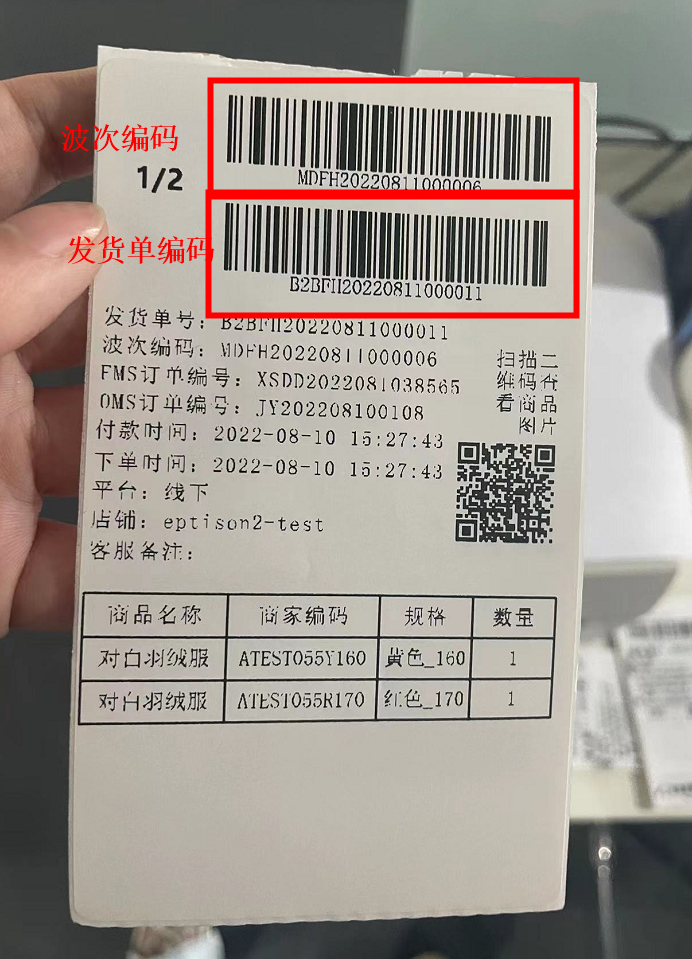 波次编码
MDFH20220811000006
1/2
发货单编码
B2BFH20220811000011
发货单号: B2BFH20220811000011
波次编码: MDFH20220811000006
FMS订单编号: XSDD2022081038565
OMS订单编号: JY202208100108
扫描二
维码查
看商品
图片
付款时间: 2022-08-10 15:27:43
下单时间: 2022-08-10 15:27:43
平台: 线下
店铺: eptison2-test
客服备注:
商品名称 商家编码 规格 数量
对白羽绒服 ATEST055Y160 黄色_160 1
对白羽绒服 ATEST055R170 红色_170 1